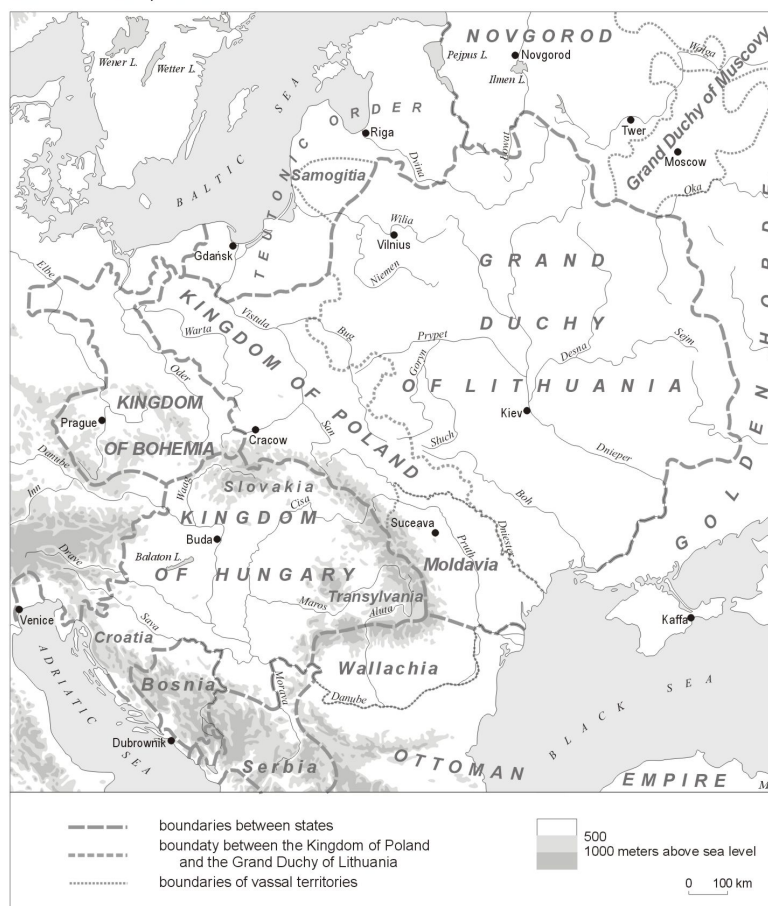 NOVGOROD
Wener L.
Wetter L.
Pejpus L.
Novgorod
Ilmen L.
Wołga
Grand Duchy of Muscovy
Twer
Moscow
Oka
BALTIC SEA
TEUTONIC ORDER
Riga
Dvina
Łowat
Samogitia
Wilia
Vilnius
Niemen
Gdańsk
GRAND
DUCHY
OF LITHUANIA
GOLDEN HORDE
Elbe
KINGDOM OF POLAND
Vistula
Warta
Bug
Prypet
Goryn
Desna
Sejm
Oder
KINGDOM
OF BOHEMIA
Prague
Cracow
San
Kiev
Dnieper
Sluch
Boh
Danube
Inn
Waag
Slovakia
Cisa
KINGDOM
OF HUNGARY
Buda
Balaton L.
Suceava
Pruth
Dniester
Moldavia
Drave
Transylvania
Maros
Aluta
Venice
Sava
Croatia
Kaffa
ADRIATIC SEA
Bosnia
Morava
Wallachia
Danube
BLACK SEA
Dubrownik
Serbia
OTTOMAN
EMPIRE
M
boundaries between states
boundaty between the Kingdom of Poland
and the Grand Duchy of Lithuania
boundaries of vassal territories
500
1000 meters above sea level
0 100 km